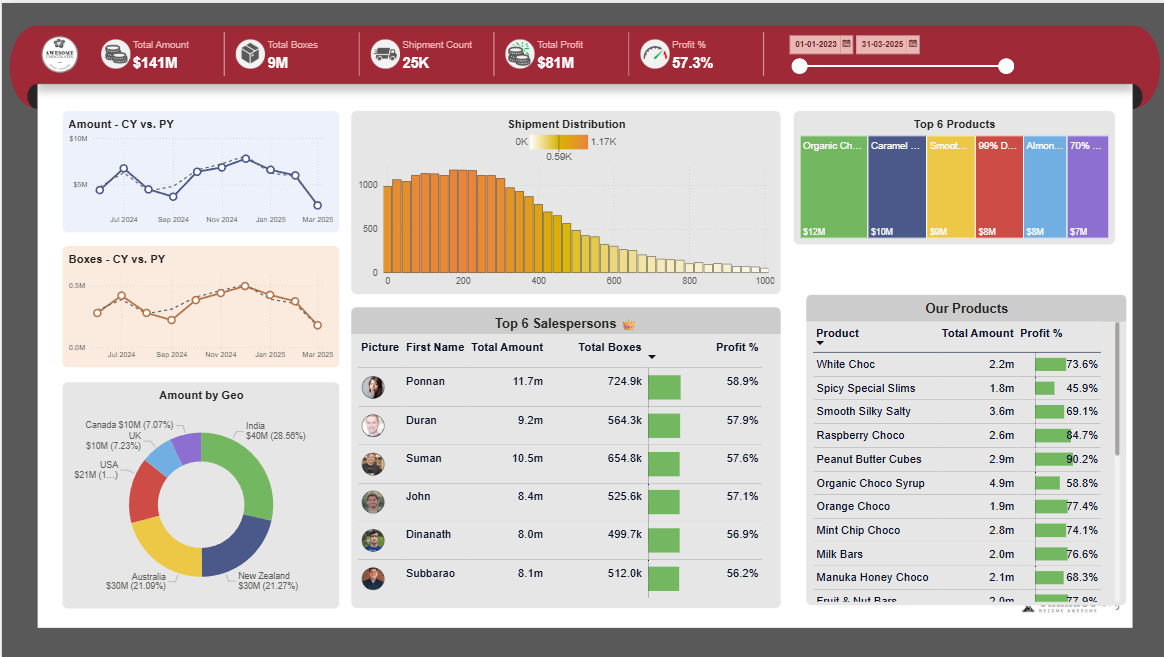 AWESOME
CHOCOLATES
Total Amount
$141M
Total Boxes
9M
Shipment Count
25K
Total Profit
$81M
Profit %
57.3%
01-01-2023
31-03-2025
Amount - CY vs. PY
$10M
$5M
Jul 2024 Sep 2024 Nov 2024 Jan 2025 Mar 2025
Boxes - CY vs. PY
0.5M
0.0M
Jul 2024 Sep 2024 Nov 2024 Jan 2025 Mar 2025
Amount by Geo
Canada $10M (7.07%)
UK
$10M (7.23%)
USA
$21M (1...)
India
$40M (28.56%)
Australia
$30M (21.09%)
New Zealand
$30M (21.27%)
Shipment Distribution
0K 1.17K
0.59K
1000
500
0
0 200 400 600 800 1000
Top 6 Salespersons
Picture First Name Total Amount Total Boxes Profit %
Ponnan 11.7m 724.9k 58.9%
Duran 9.2m 564.3k 57.9%
Suman 10.5m 654.8k 57.6%
John 8.4m 525.6k 57.1%
Dinanath 8.0m 499.7k 56.9%
Subbarao 8.1m 512.0k 56.2%
Top 6 Products
Organic Ch... Caramel ... Smoot... 99% D... Almon... 70% ...
$12M $10M $9M $8M $8M $7M
Our Products
Product Total Amount Profit %
White Choc 2.2m 73.6%
Spicy Special Slims 1.8m 45.9%
Smooth Silky Salty 3.6m 69.1%
Raspberry Choco 2.6m 84.7%
Peanut Butter Cubes 2.9m 90.2%
Organic Choco Syrup 4.9m 58.8%
Orange Choco 1.9m 77.4%
Mint Chip Choco 2.8m 74.1%
Milk Bars 2.0m 76.6%
Manuka Honey Choco 2.1m 68.3%
Fruit & Nut Bars 2.0m 77.9%
BECOME AWESOME